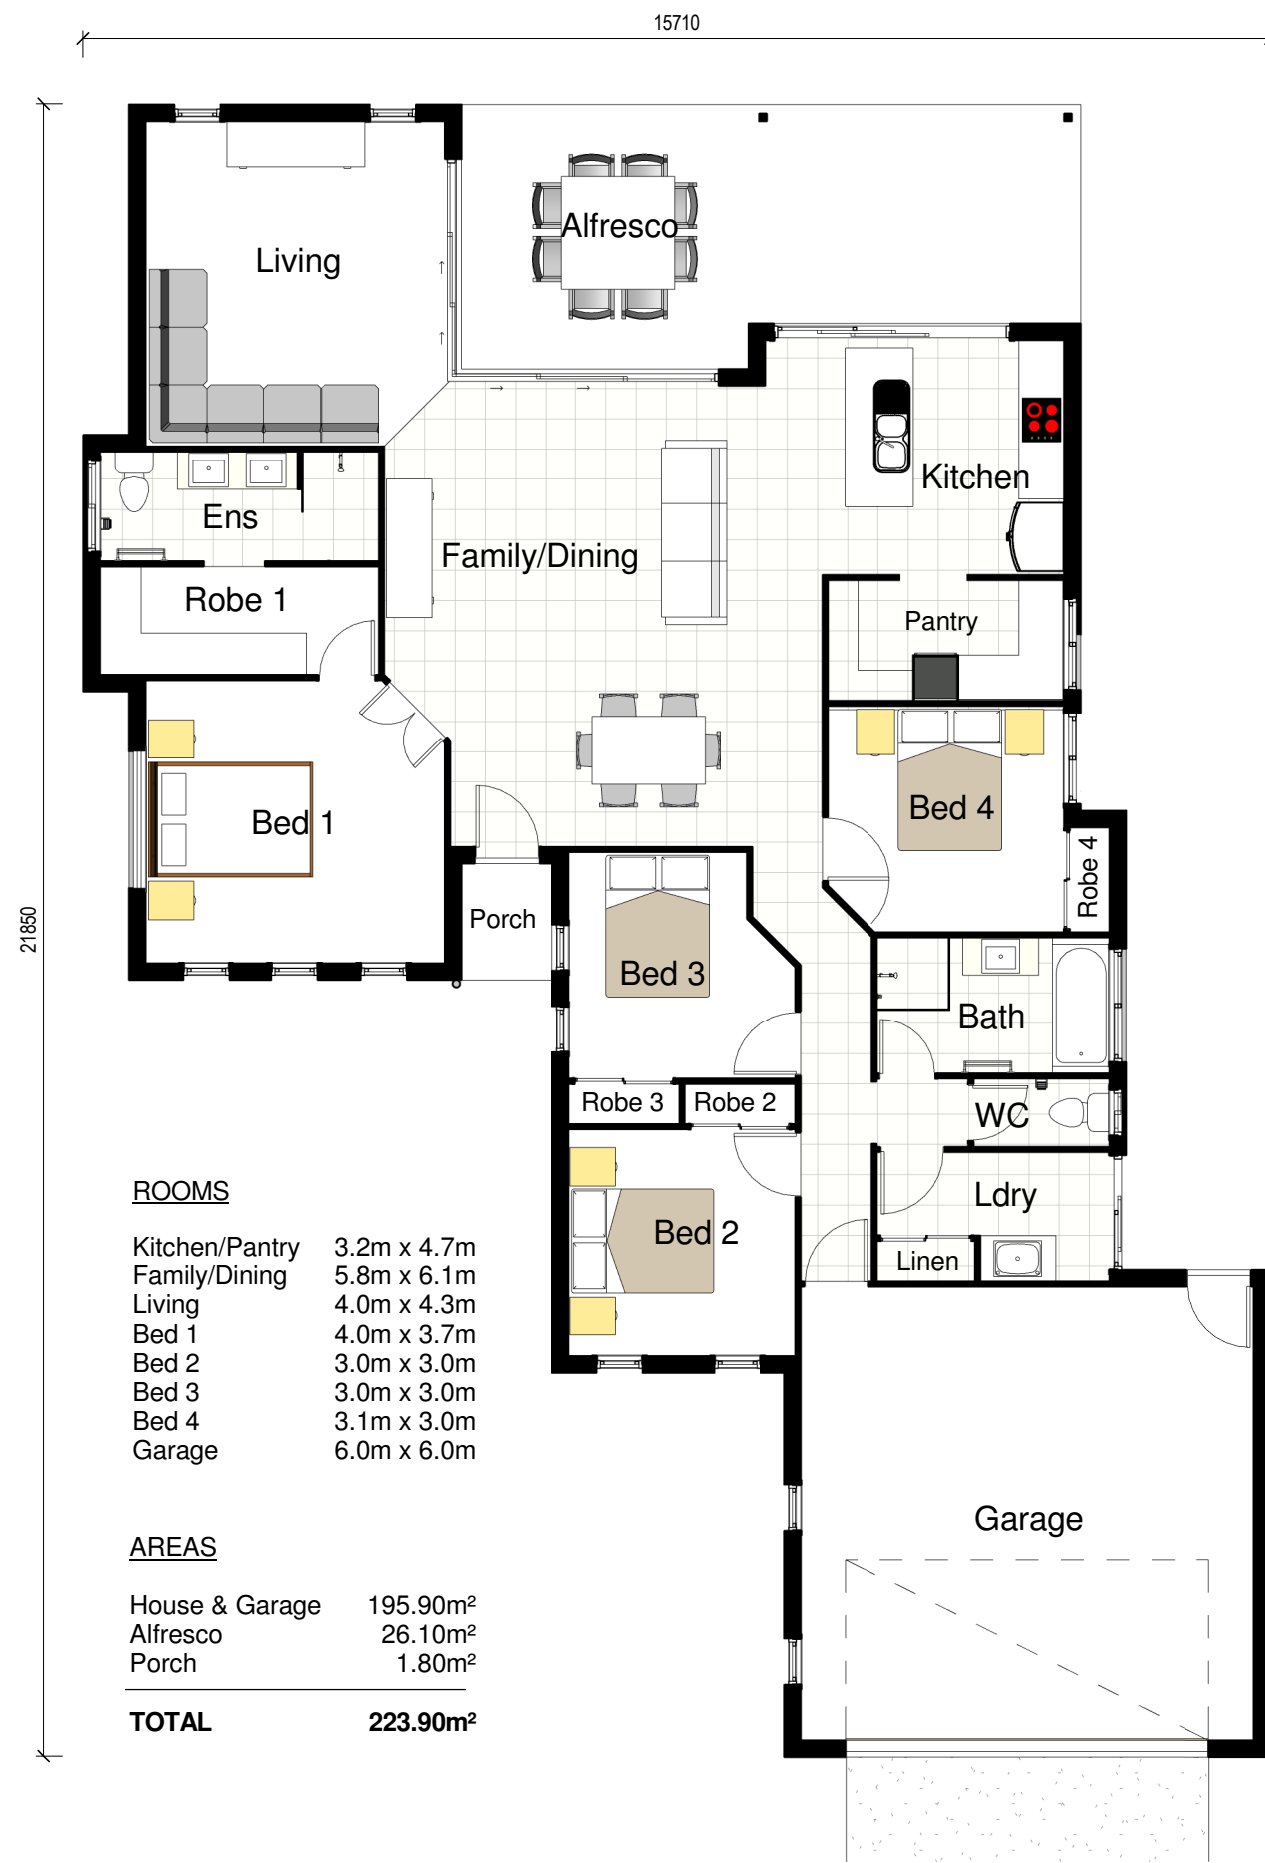 15710
Alfresco
Living
Kitchen
Ens
Family/Dining
Robe 1
Pantry
Bed 1
Bed 4
Robe 4
21850
Porch
Bed 3
Bath
Robe 3
Robe 2
WC
Ldry
Bed 2
Linen
Garage
ROOMS
Kitchen/Pantry 3.2m x 4.7m
Family/Dining 5.8m x 6.1m
Living 4.0m x 4.3m
Bed 1 4.0m x 3.7m
Bed 2 3.0m x 3.0m
Bed 3 3.0m x 3.0m
Bed 4 3.1m x 3.0m
Garage 6.0m x 6.0m
AREAS
House & Garage 195.90m²
Alfresco 26.10m²
Porch 1.80m²
TOTAL 223.90m²